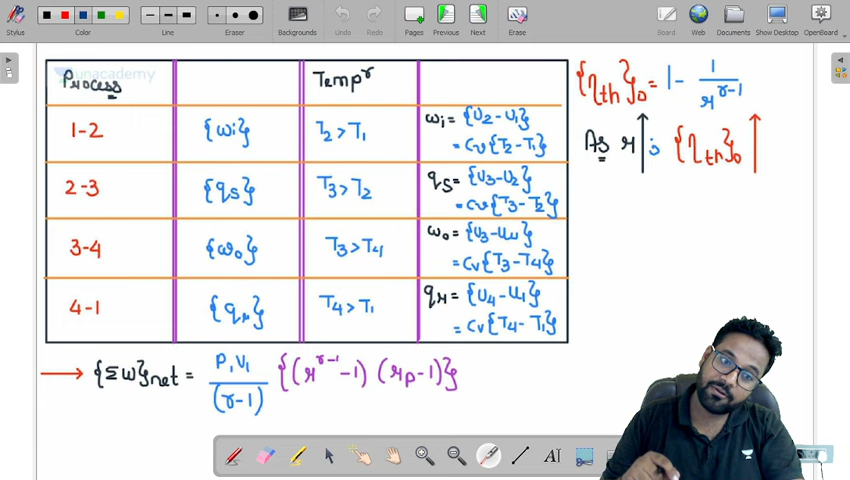 Stylus
Color
Line
Eraser
Backgrounds
Undo
Redo
Pages
Previous
Next
Erase
Board
Web
Documents
Show Desktop
OpenBoard
unacademy
Process
Tempʳ
1-2
{wi}
T₂ > T₁
wᵢ = {U₂-U₁}
= Cv{T₂-T₁}
2-3
{qs}
T₃ > T₂
qs = {U₃-U₂}
= Cv{T₃-T₂}
3-4
{wo}
T₃ > T₄
wo = {U₃-U₄}
= Cv{T₃-T₄}
4-1
{qr}
T₄ > T₁
qr = {U₄-U₁}
= Cv{T₄-T₁}
{ηth}o = 1 - 1/r^(γ-1)
As r↑ ; {ηth}o ↑
→ {Σw}net = P₁V₁/(γ-1) {(r^(γ-1) -1) (rp-1)}